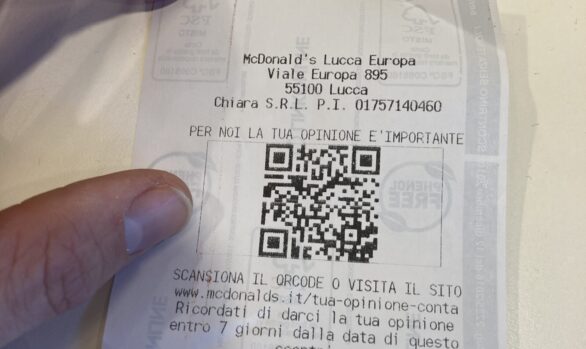 McDonald's Lucca Europa
Viale Europa 895
55100 Lucca
Chiara S.R.L. P.I. 01757140460
PER NOI LA TUA OPINIONE E'IMPORTANTE
PHENOL
FREE
SCANSIONA IL QRCODE O VISITA IL SITO
www.mcdonalds.it/tua-opinione-conta
Ricordati di darci la tua opinione
entro 7 giorni dalla data di questo